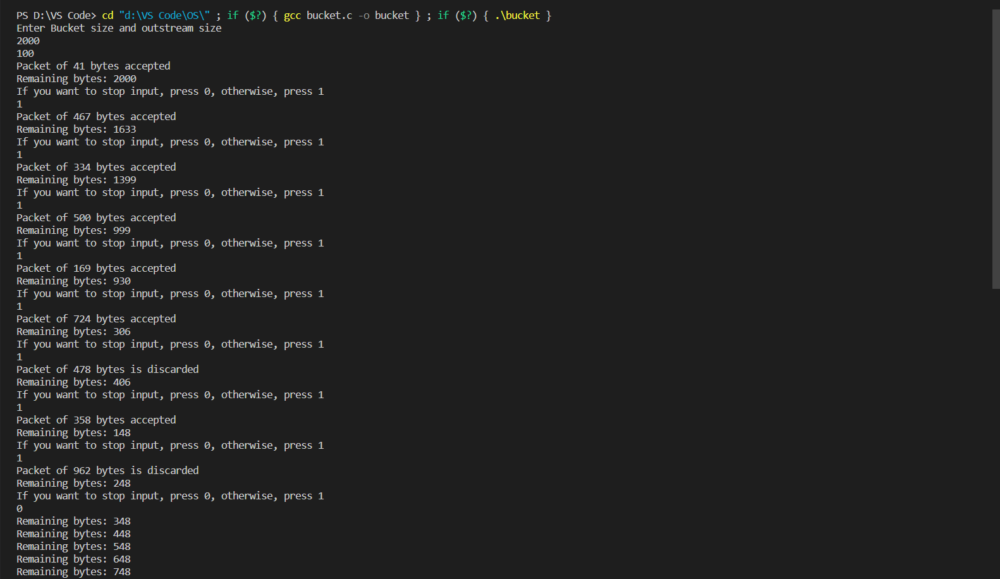 PS D:\VS Code> cd "d:\VS Code\OS\" ; if ($?) { gcc bucket.c -o bucket } ; if ($?) { .\bucket }
Enter Bucket size and outstream size
2000
100
Packet of 41 bytes accepted
Remaining bytes: 2000
If you want to stop input, press 0, otherwise, press 1
1
Packet of 467 bytes accepted
Remaining bytes: 1633
If you want to stop input, press 0, otherwise, press 1
1
Packet of 334 bytes accepted
Remaining bytes: 1399
If you want to stop input, press 0, otherwise, press 1
1
Packet of 500 bytes accepted
Remaining bytes: 999
If you want to stop input, press 0, otherwise, press 1
1
Packet of 169 bytes accepted
Remaining bytes: 930
If you want to stop input, press 0, otherwise, press 1
1
Packet of 724 bytes accepted
Remaining bytes: 306
If you want to stop input, press 0, otherwise, press 1
1
Packet of 478 bytes is discarded
Remaining bytes: 406
If you want to stop input, press 0, otherwise, press 1
1
Packet of 358 bytes accepted
Remaining bytes: 148
If you want to stop input, press 0, otherwise, press 1
1
Packet of 962 bytes is discarded
Remaining bytes: 248
If you want to stop input, press 0, otherwise, press 1
0
Remaining bytes: 348
Remaining bytes: 448
Remaining bytes: 548
Remaining bytes: 648
Remaining bytes: 748